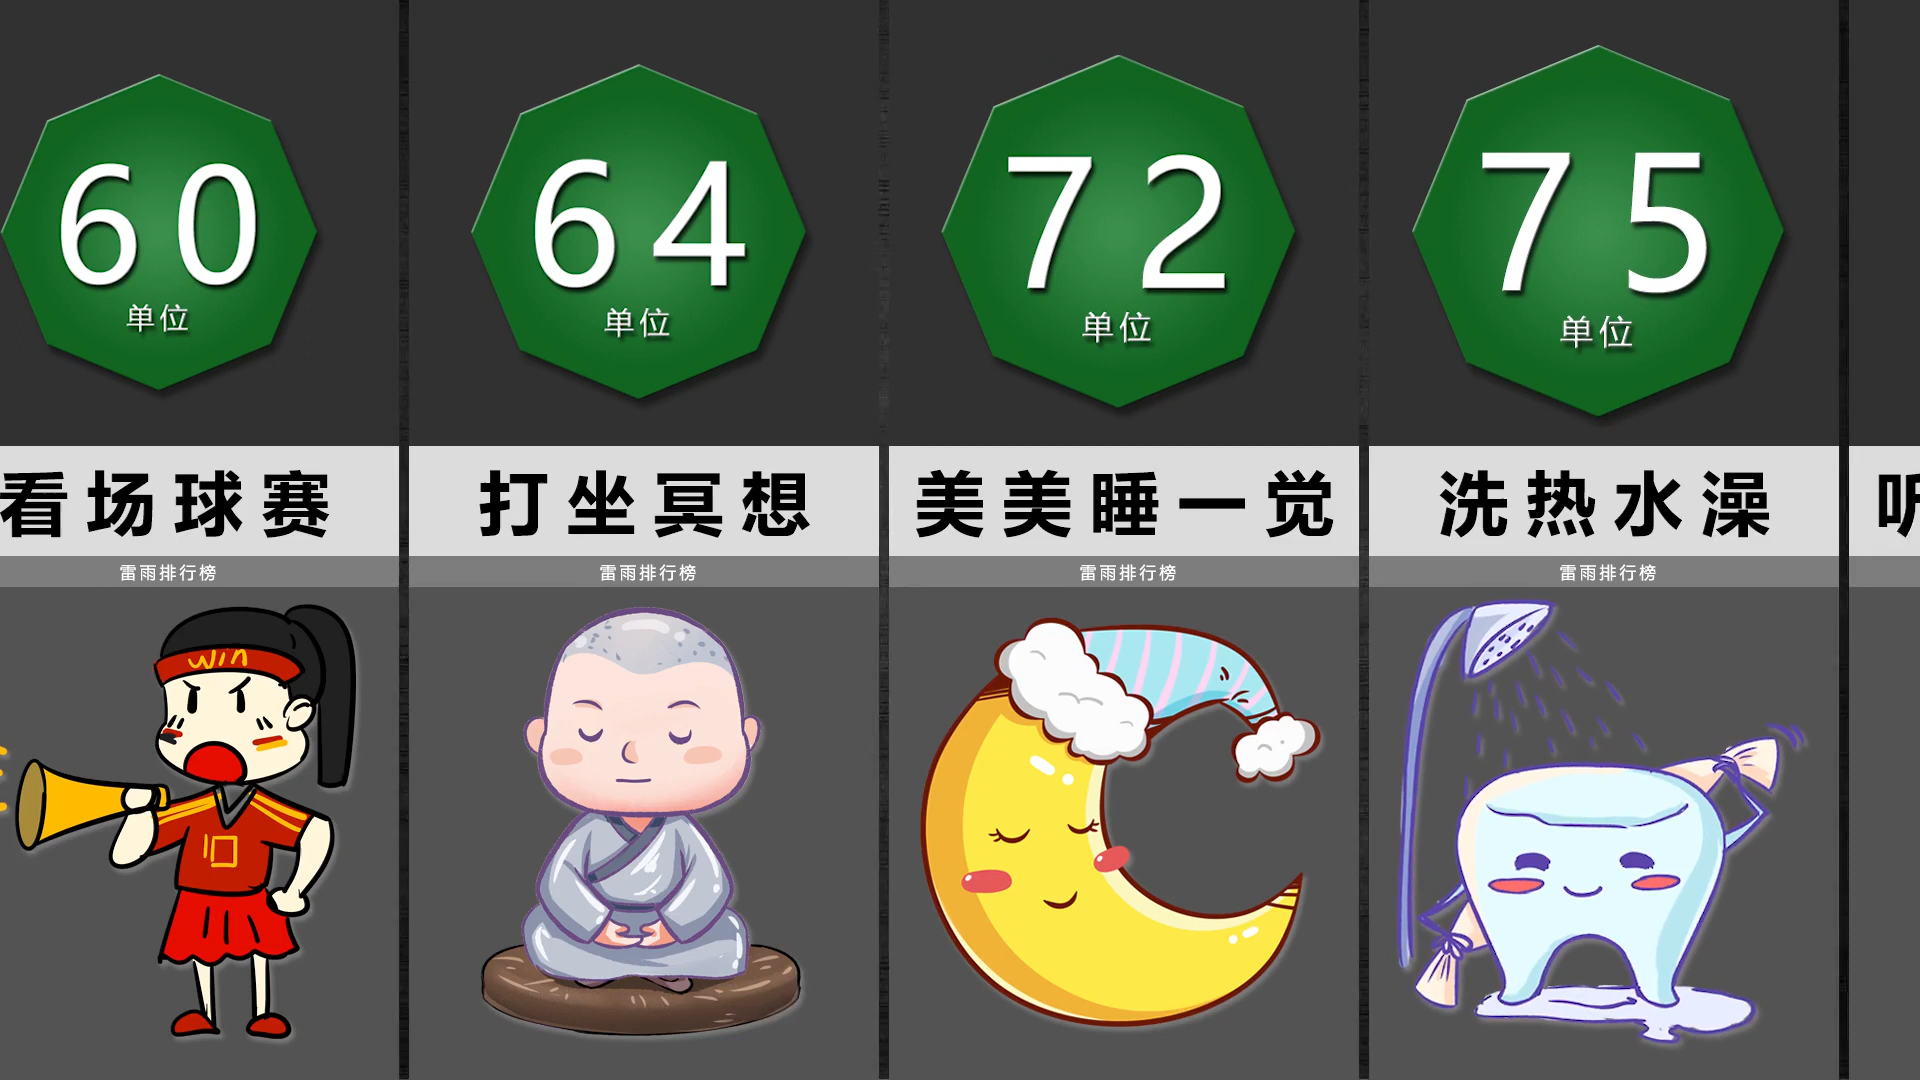 60
单位
64
单位
72
单位
75
单位
看场球赛
打坐冥想
美美睡一觉
洗热水澡
听
雷雨排行榜
雷雨排行榜
雷雨排行榜
雷雨排行榜
win
10